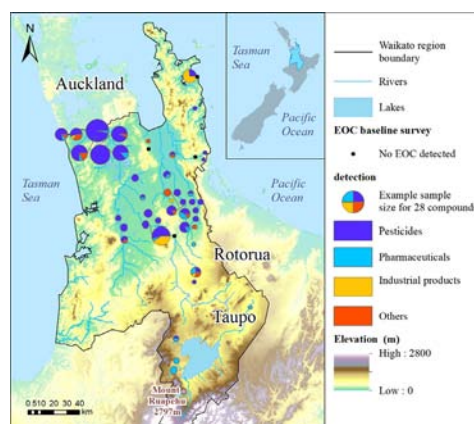 N
Auckland
Tasman
Sea
Pacific
Ocean
Tasman
Sea
Pacific
Ocean
Rotorua
Taupo
Mount
Ruapehu
2797m
0.510 20 30 40
km
Waikato region
boundary
Rivers
Lakes
EOC baseline survey
No EOC detected
detection
Example sample
size for 28 compound
Pesticides
Pharmaceuticals
Industrial products
Others
Elevation (m)
High : 2800
Low : 0